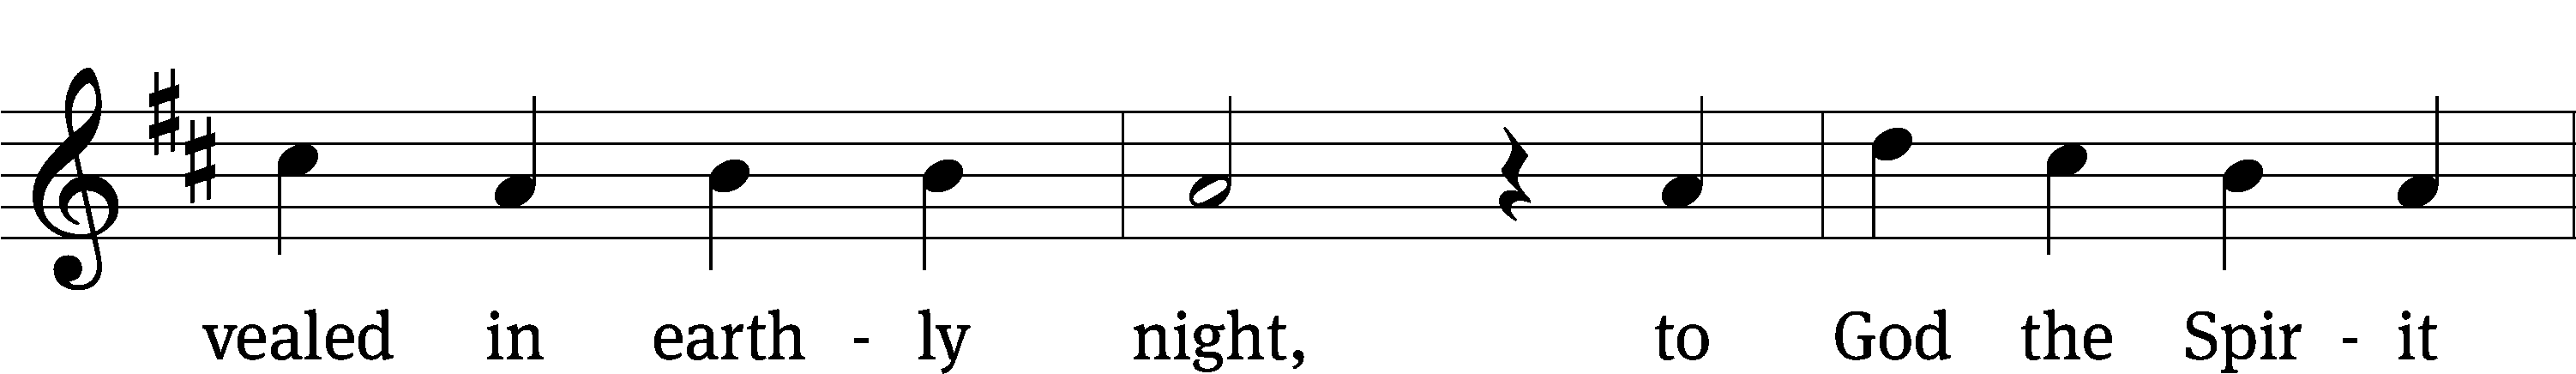 vealed in earth - ly night, to God the Spir - it